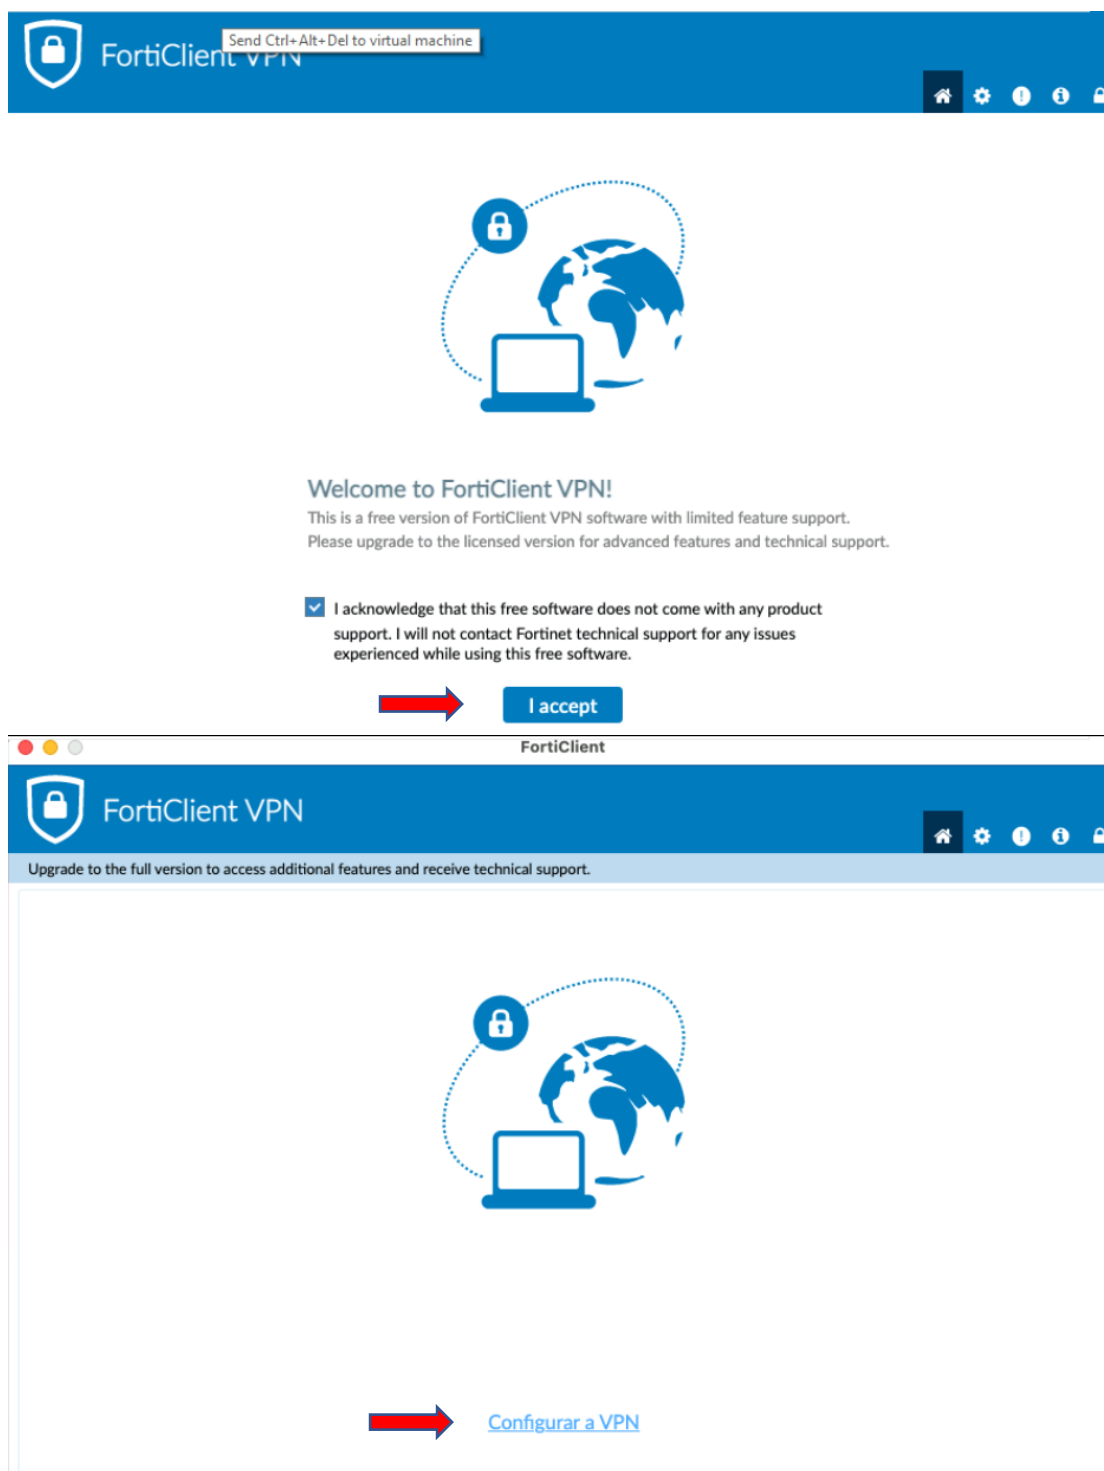 Send Ctrl+Alt+Del to virtual machine
FortiClient VPN
Welcome to FortiClient VPN!
This is a free version of FortiClient VPN software with limited feature support.
Please upgrade to the licensed version for advanced features and technical support.
I acknowledge that this free software does not come with any product
support. I will not contact Fortinet technical support for any issues
experienced while using this free software.
I accept
FortiClient
FortiClient VPN
Upgrade to the full version to access additional features and receive technical support.
Configurar a VPN